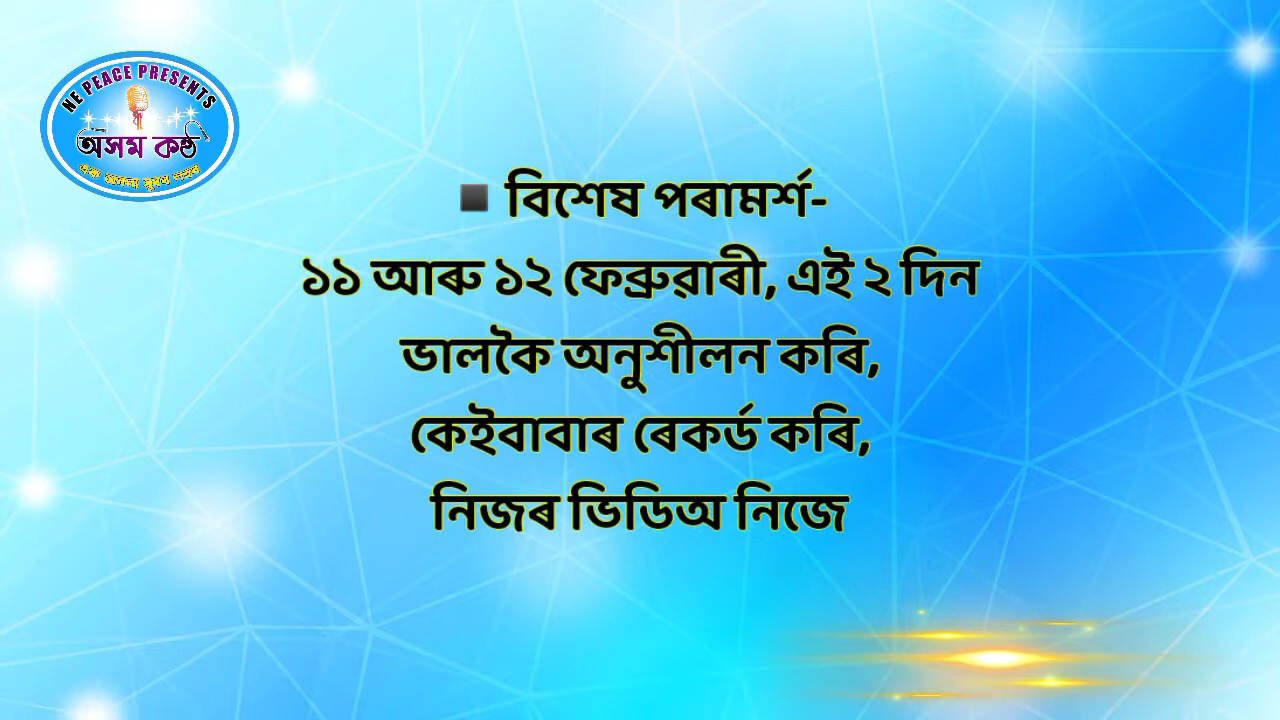 NE PEACE PRESENTS
অসম কণ্ঠ
▪ বিশেষ পৰামৰ্শ-
১১ আৰু ১২ ফেব্ৰুৱাৰী, এই ২ দিন
ভালকৈ অনুশীলন কৰি,
কেইবাবাৰ ৰেকৰ্ড কৰি,
নিজৰ ভিডিঅ নিজে